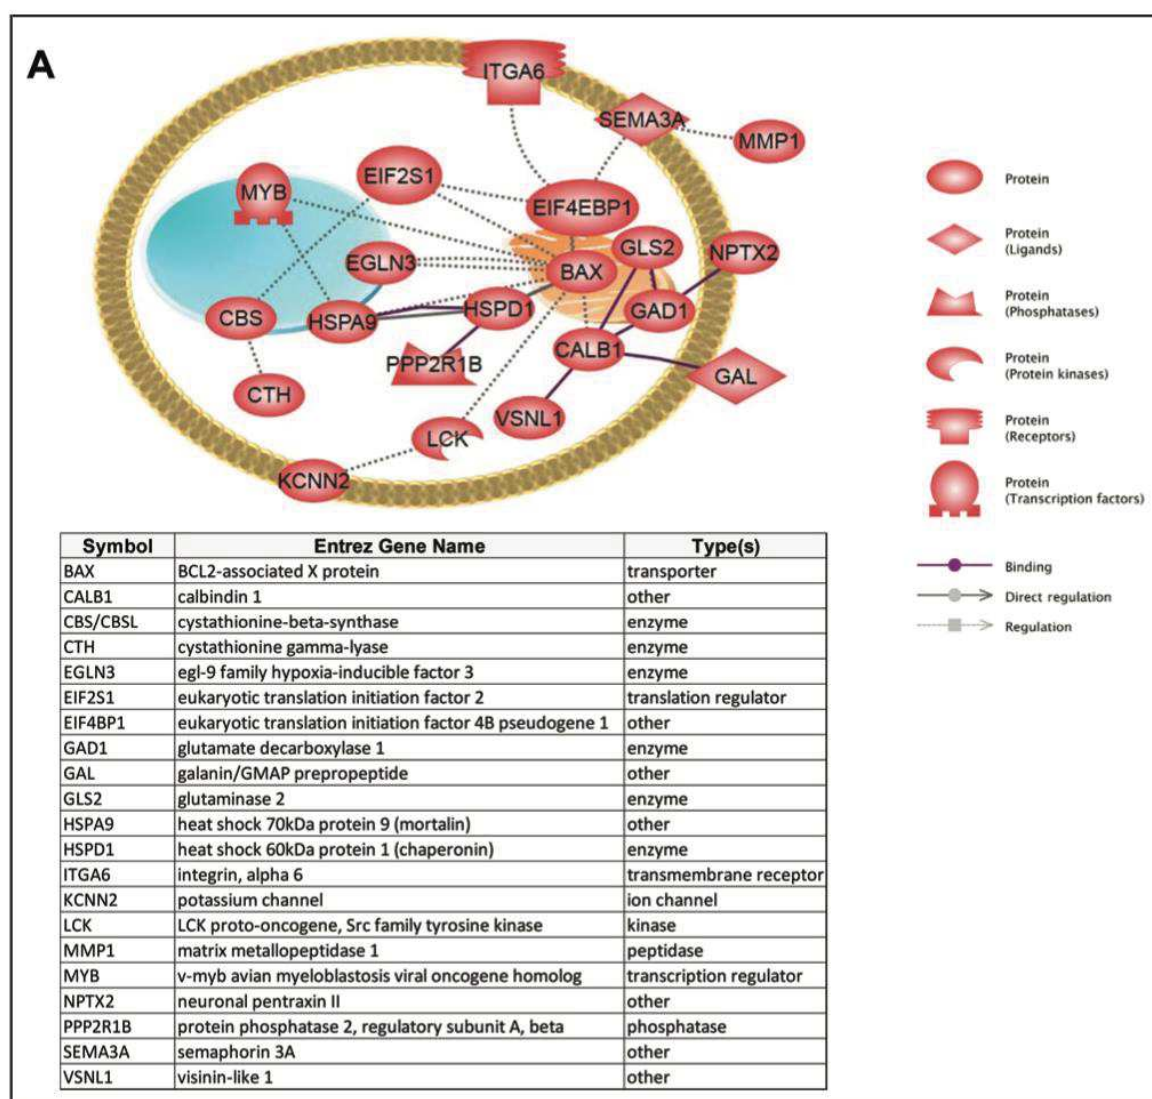 A
ITGA6
SEMA3A
MMP1
MYB
EIF2S1
EIF4EBP1
EGLN3
BAX
GLS2
NPTX2
CBS
HSPA9
HSPD1
GAD1
PPP2R1B
CALB1
GAL
CTH
VSNL1
LCK
KCNN2
Protein
Protein
(Ligands)
Protein
(Phosphatases)
Protein
(Protein kinases)
Protein
(Receptors)
Protein
(Transcription factors)
Binding
Direct regulation
Regulation
Symbol Entrez Gene Name Type(s)
BAX BCL2-associated X protein transporter
CALB1 calbindin 1 other
CBS/CBSL cystathionine-beta-synthase enzyme
CTH cystathionine gamma-lyase enzyme
EGLN3 egl-9 family hypoxia-inducible factor 3 enzyme
EIF2S1 eukaryotic translation initiation factor 2 translation regulator
EIF4BP1 eukaryotic translation initiation factor 4B pseudogene 1 other
GAD1 glutamate decarboxylase 1 enzyme
GAL galanin/GMAP prepropeptide other
GLS2 glutaminase 2 enzyme
HSPA9 heat shock 70kDa protein 9 (mortalin) other
HSPD1 heat shock 60kDa protein 1 (chaperonin) enzyme
ITGA6 integrin, alpha 6 transmembrane receptor
KCNN2 potassium channel ion channel
LCK LCK proto-oncogene, Src family tyrosine kinase kinase
MMP1 matrix metallopeptidase 1 peptidase
MYB v-myb avian myeloblastosis viral oncogene homolog transcription regulator
NPTX2 neuronal pentraxin II other
PPP2R1B protein phosphatase 2, regulatory subunit A, beta phosphatase
SEMA3A semaphorin 3A other
VSNL1 visinin-like 1 other